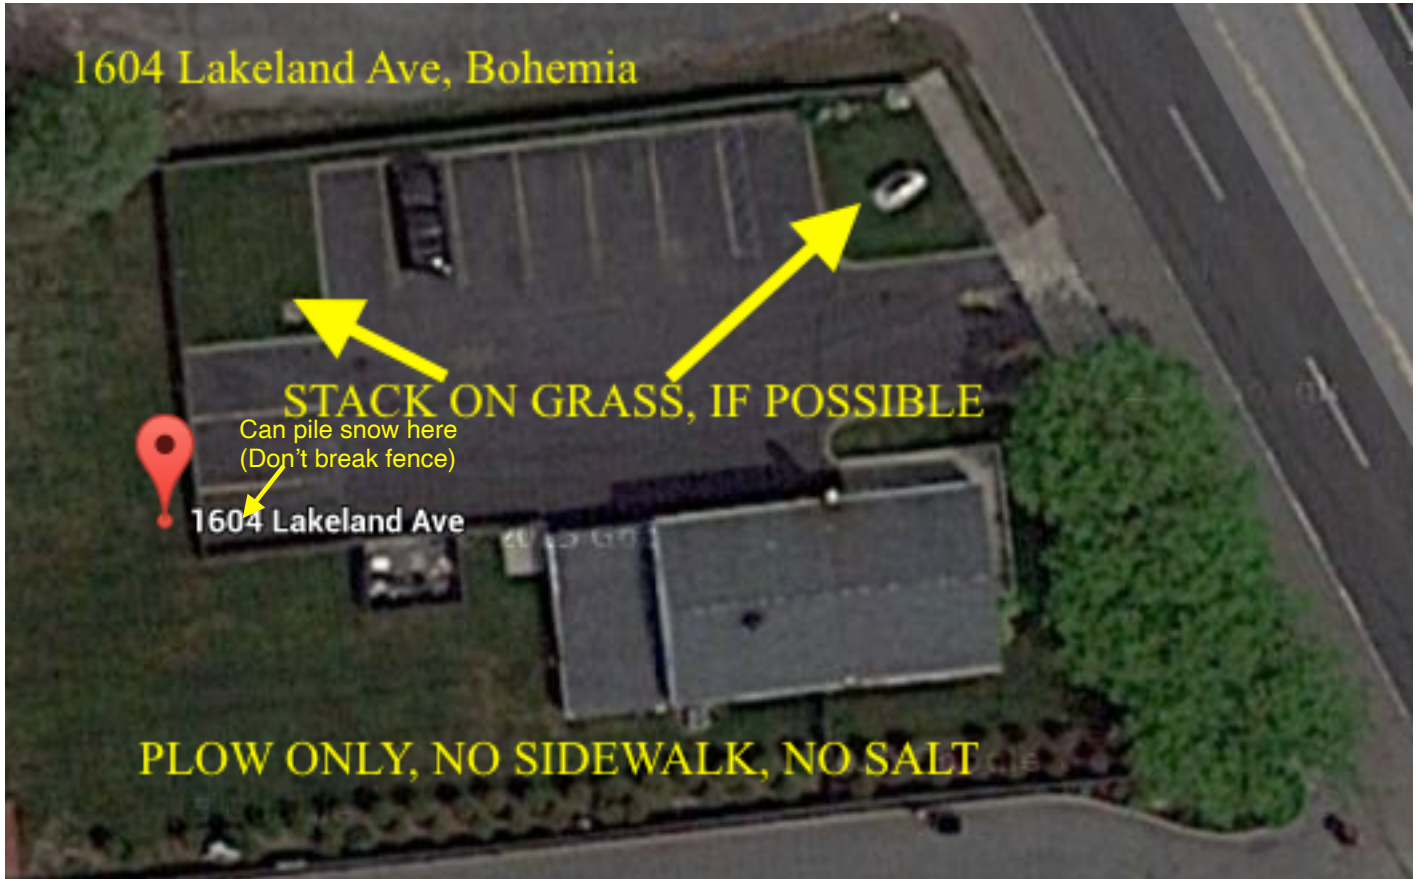 1604 Lakeland Ave, Bohemia
STACK ON GRASS, IF POSSIBLE
Can pile snow here
(Don't break fence)
1604 Lakeland Ave
PLOW ONLY, NO SIDEWALK, NO SALT